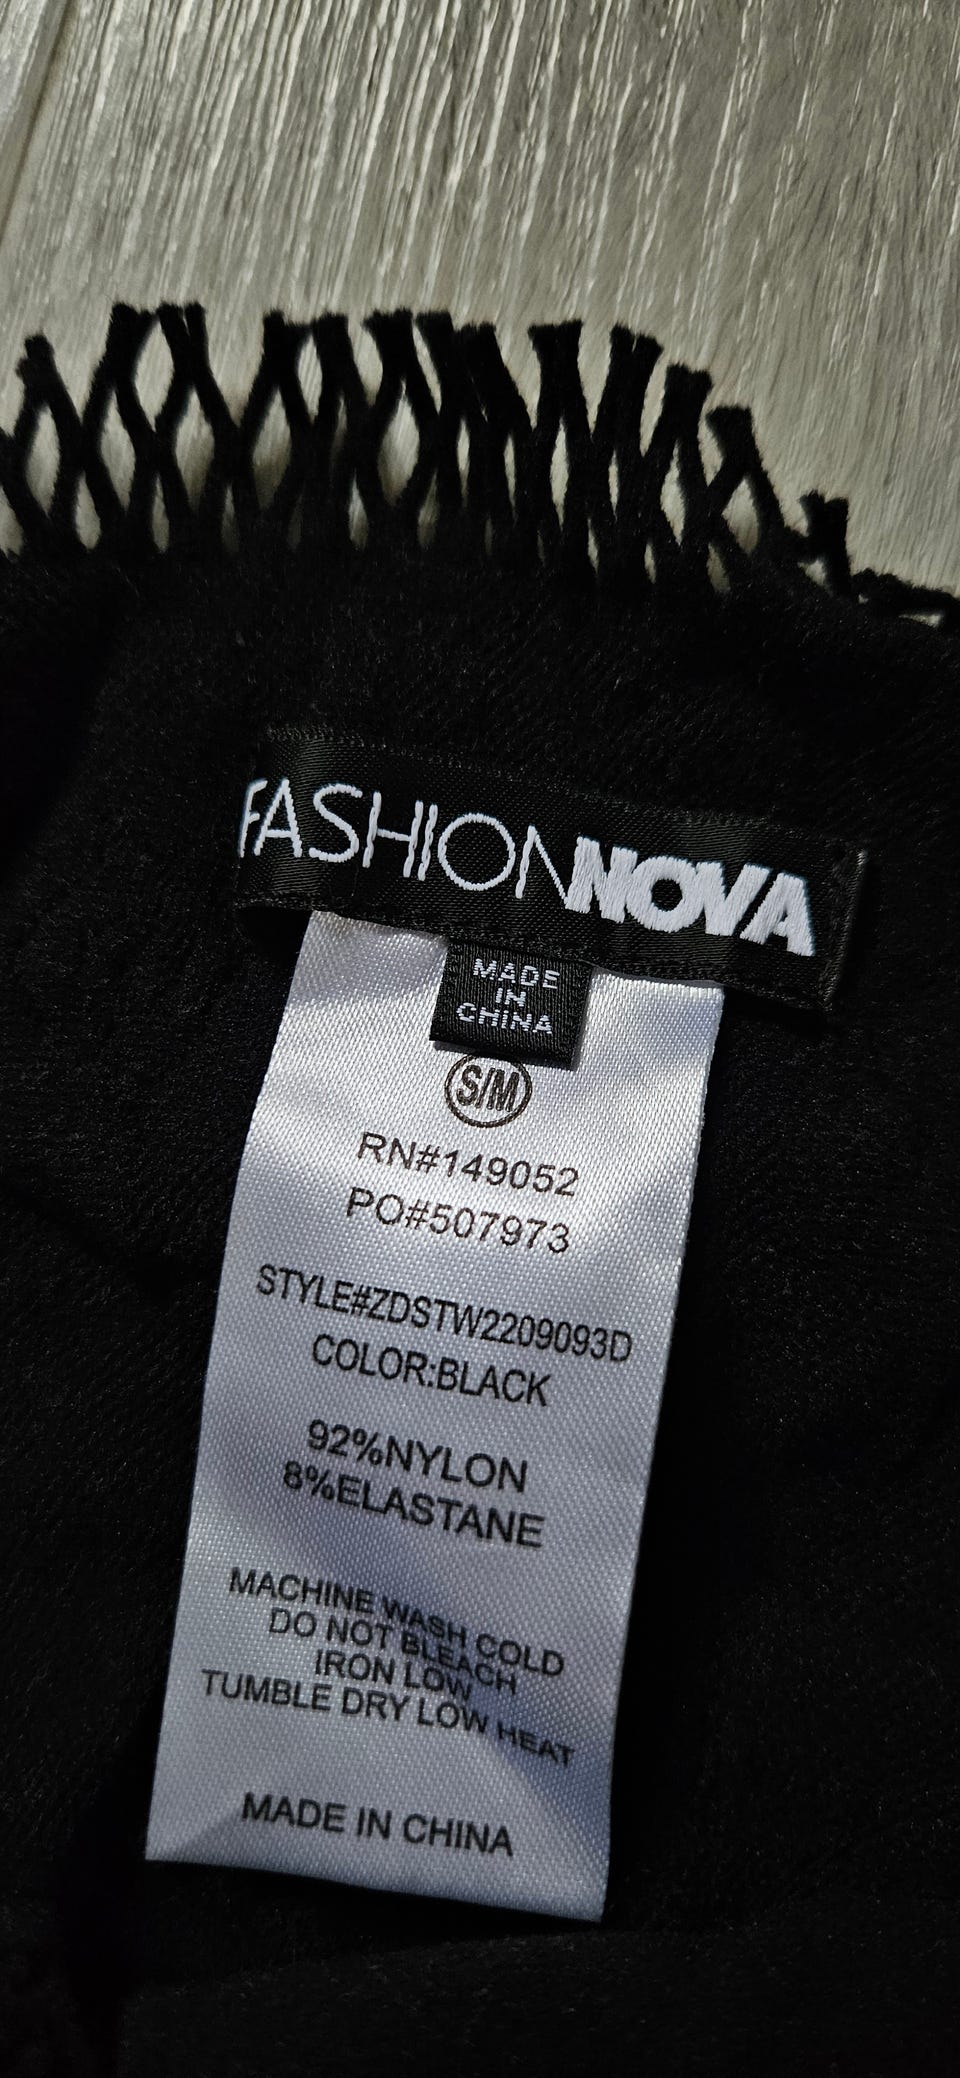 FASHIONNOVA
MADE
IN
CHINA
S/M
RN#149052
PO#507973
STYLE#ZDSTW2209093D
COLOR:BLACK
92%NYLON
8%ELASTANE
MACHINE WASH COLD
DO NOT BLEACH
IRON LOW
TUMBLE DRY LOW HEAT
MADE IN CHINA